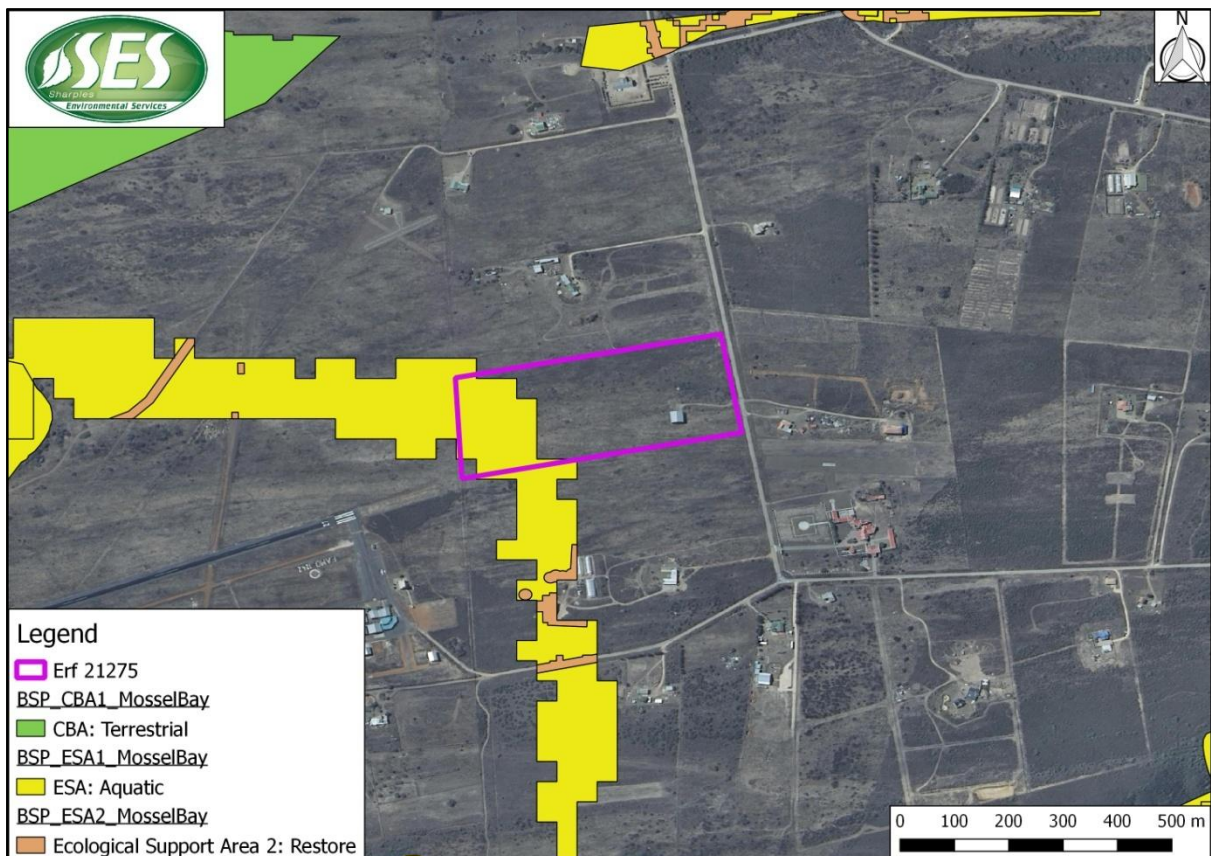 SES
Sharples
Environmental Services
N
Legend
Erf 21275
BSP_CBA1_MosselBay
CBA: Terrestrial
BSP_ESA1_MosselBay
ESA: Aquatic
BSP_ESA2_MosselBay
Ecological Support Area 2: Restore
0 100 200 300 400 500 m